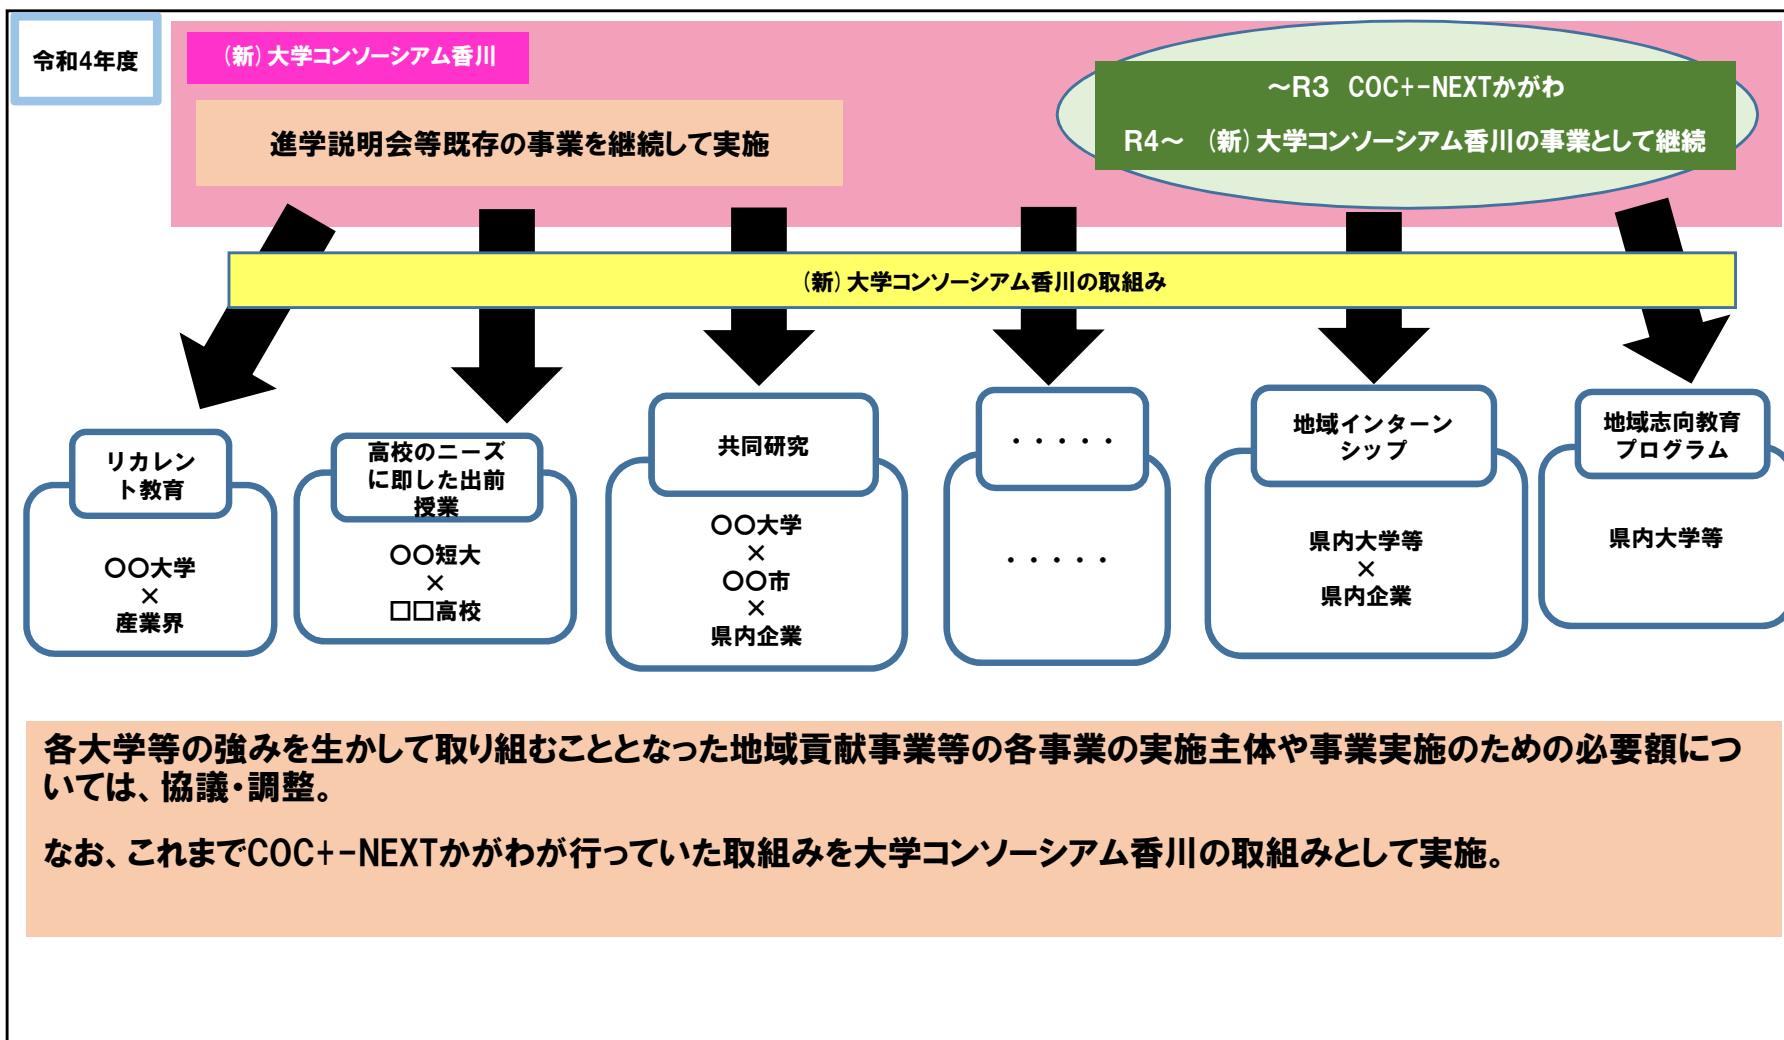 令和4年度
(新)大学コンソーシアム香川
進学説明会等既存の事業を継続して実施
～R3 COC+-NEXTかがわ
R4～ (新)大学コンソーシアム香川の事業として継続
(新)大学コンソーシアム香川の取組み
リカレン
ト教育
〇〇大学
×
産業界
高校のニーズ
に即した出前
授業
〇〇短大
×
□□高校
共同研究
〇〇大学
×
〇〇市
×
県内企業
・・・・・
・・・・・
地域インターン
シップ
県内大学等
×
県内企業
地域志向教育
プログラム
県内大学等
各大学等の強みを生かして取り組むこととなった地域貢献事業等の各事業の実施主体や事業実施のための必要額につ
いては、協議・調整。
なお、これまでCOC+-NEXTかがわが行っていた取組みを大学コンソーシアム香川の取組みとして実施。